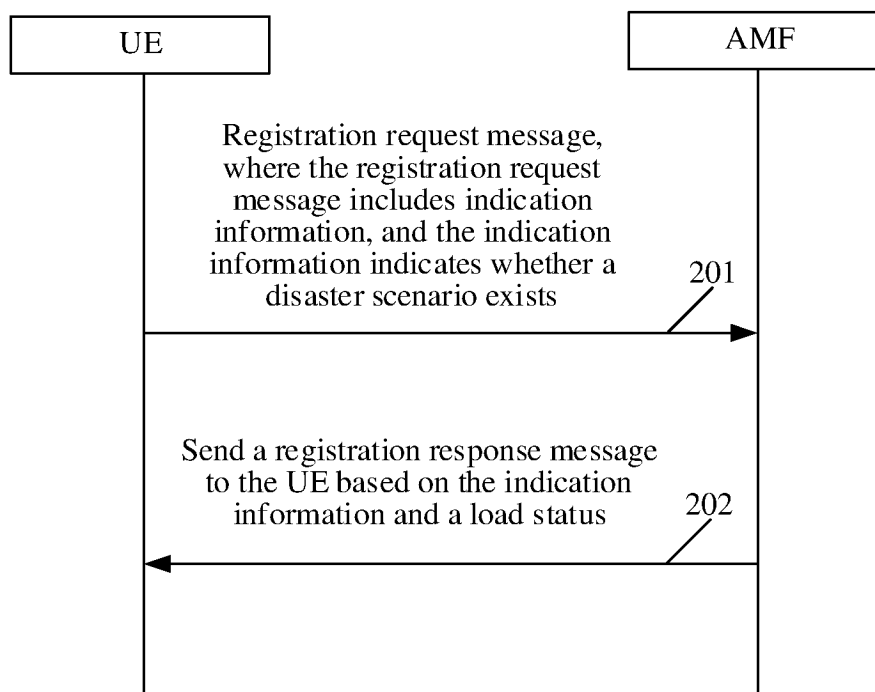 UE
AMF
Registration request message,
where the registration request
message includes indication
information, and the indication
information indicates whether a
disaster scenario exists
201
Send a registration response message
to the UE based on the indication
information and a load status
202